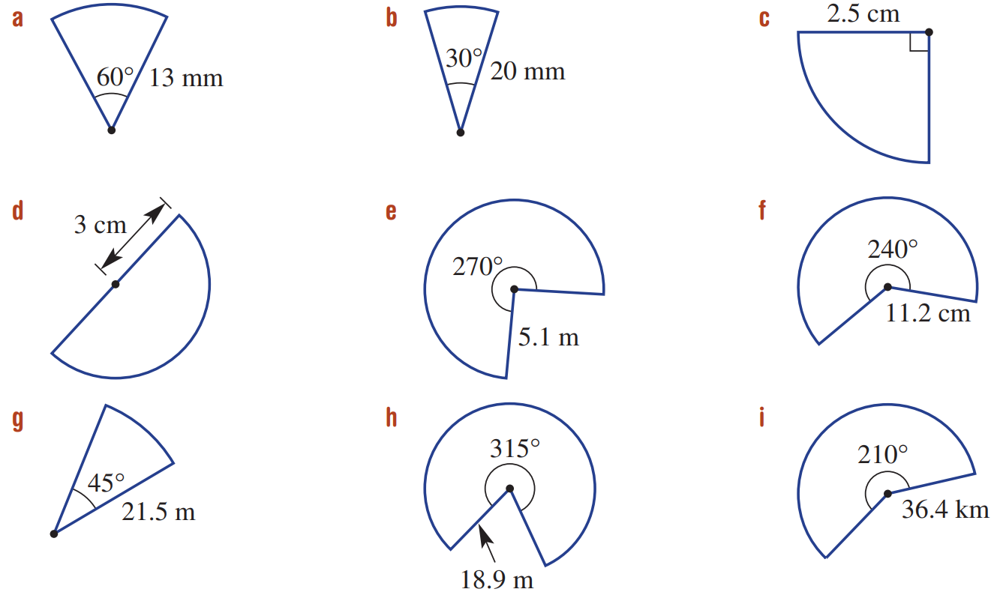 a
60°
13 mm
b
30°
20 mm
c
2.5 cm
d
3 cm
e
270°
5.1 m
f
240°
11.2 cm
g
45°
21.5 m
h
315°
18.9 m
i
210°
36.4 km